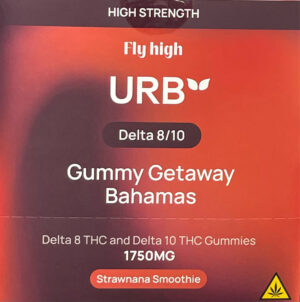 HIGH STRENGTH
Fly high
URB
Delta 8/10
Gummy Getaway
Bahamas
Delta 8 THC and Delta 10 THC Gummies
1750MG
Strawnana Smoothie